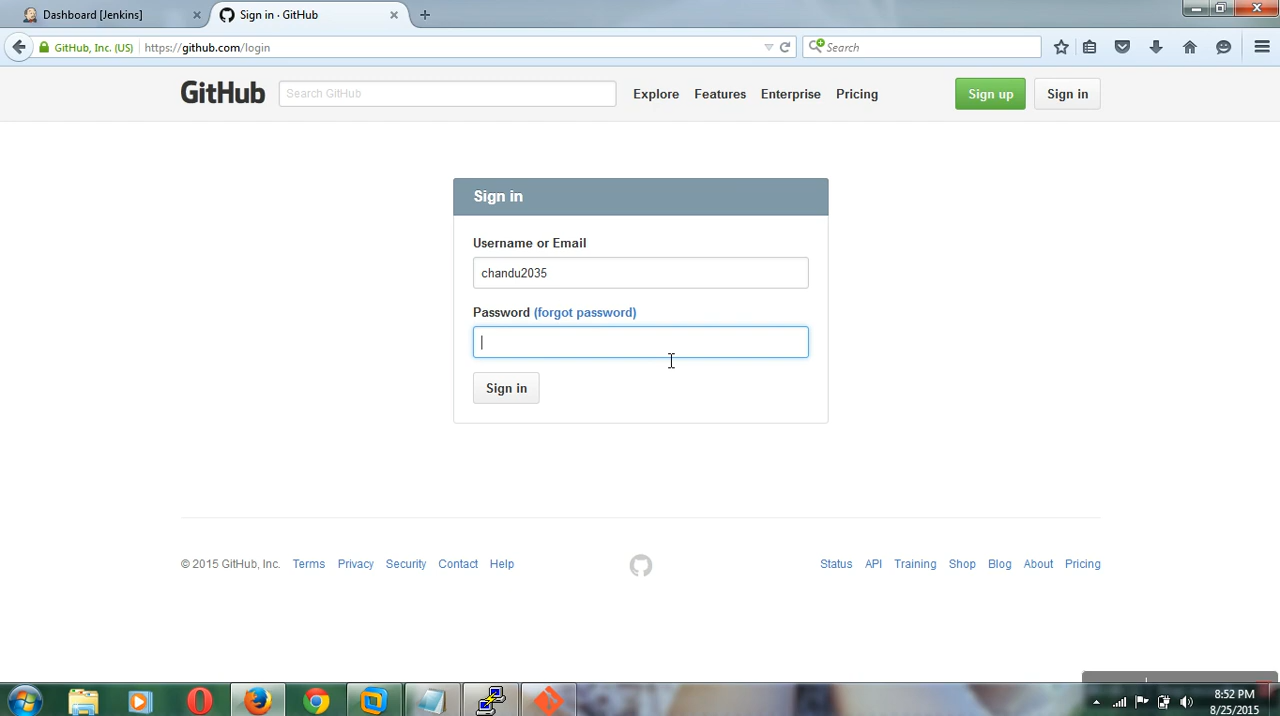 Dashboard [Jenkins]
Sign in · GitHub
GitHub, Inc. (US)
https://github.com/login
Search
GitHub
Search GitHub
Explore
Features
Enterprise
Pricing
Sign up
Sign in
Sign in
Username or Email
chandu2035
Password (forgot password)
Sign in
© 2015 GitHub, Inc.
Terms
Privacy
Security
Contact
Help
Status
API
Training
Shop
Blog
About
Pricing
8:52 PM
8/25/2015